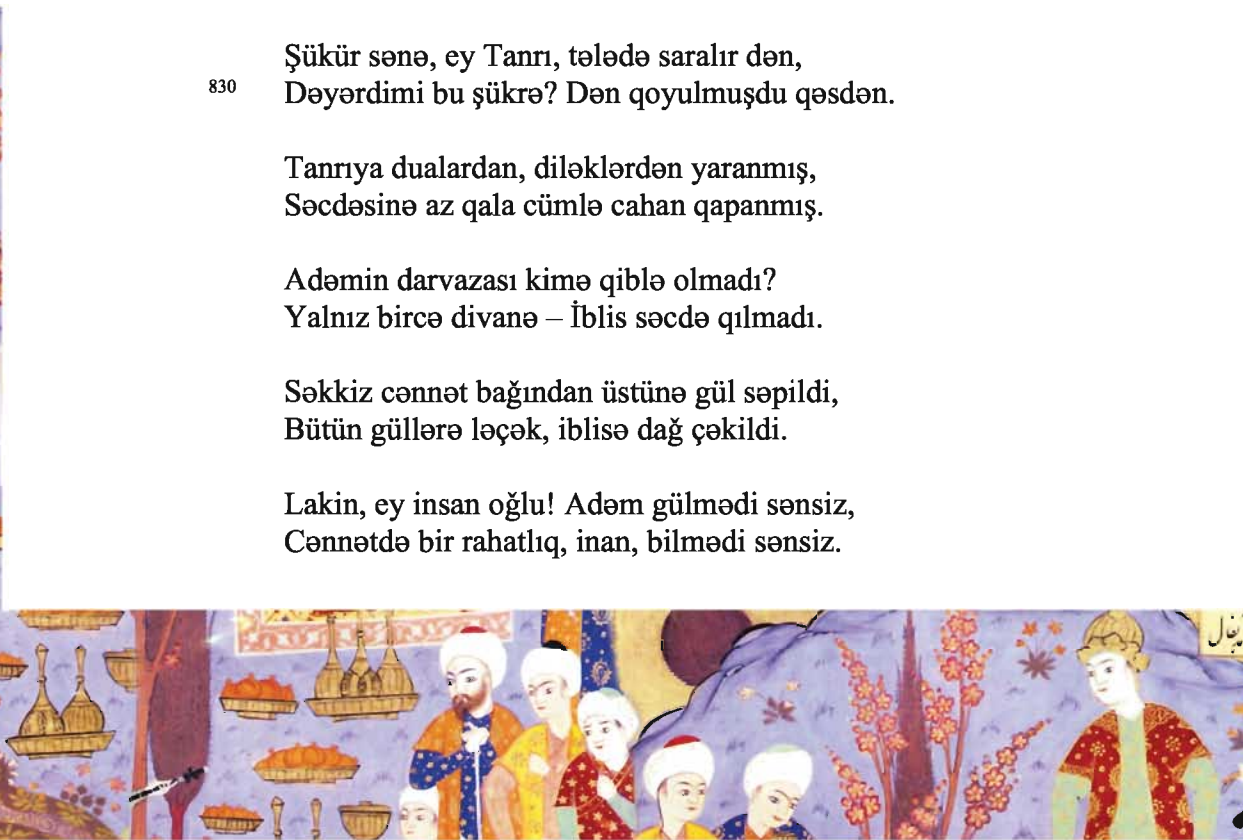 Şükür sənə, ey Tanrı, tələdə saralır dən,
830 Dəyərdimi bu şükrə? Dən qoyulmuşdu qəsdən.
Tanrıya dualardan, diləklərdən yaranmış,
Səcdəsinə az qala cümlə cahan qapanmış.
Adəmin darvazası kimə qiblə olmadı?
Yalnız bircə divanə – İblis səcdə qılmadı.
Səkkiz cənnət bağından üstünə gül səpildi,
Bütün güllərə ləçək, iblisə dağ çəkildi.
Lakin, ey insan oğlu! Adəm gülmədi sənsiz,
Cənnətdə bir rahatlıq, inan, bilmədi sənsiz.